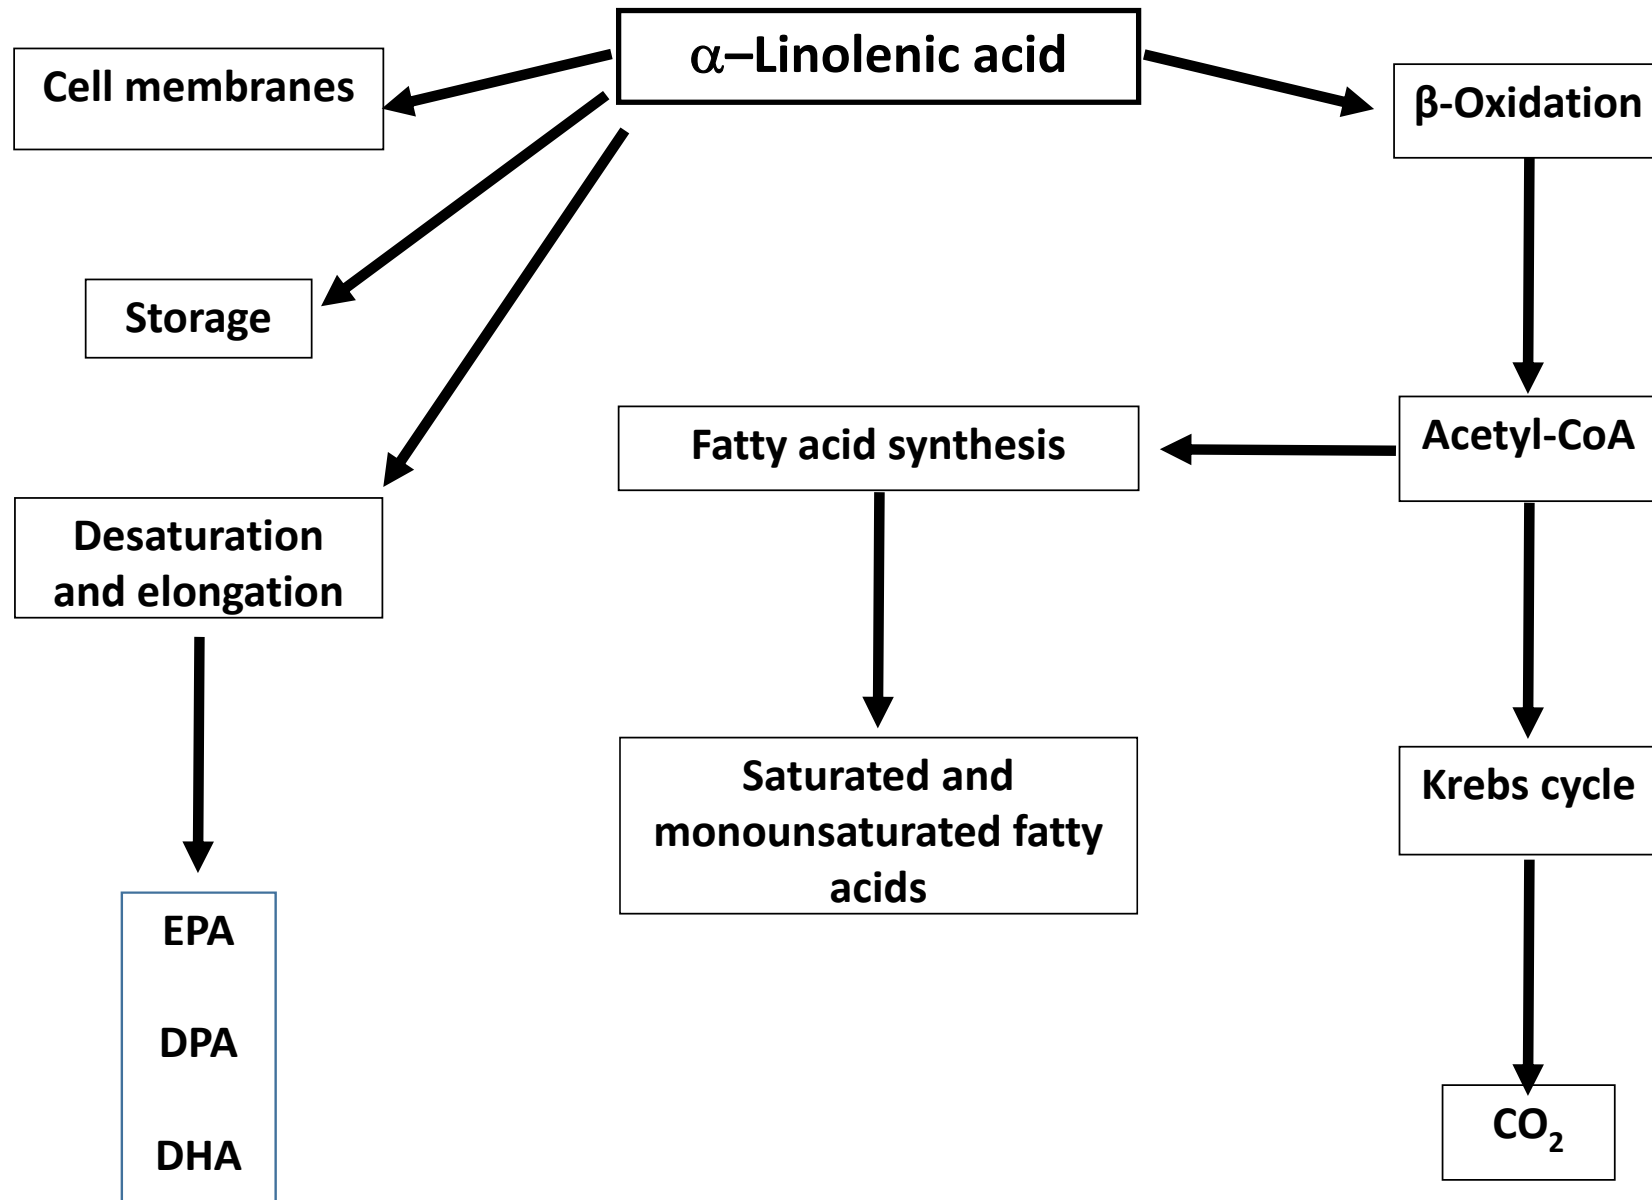 α–Linolenic acid
Cell membranes
β-Oxidation
Storage
Fatty acid synthesis
Acetyl-CoA
Desaturation
and elongation
Saturated and
monounsaturated fatty
acids
Krebs cycle
EPA
DPA
DHA
CO₂